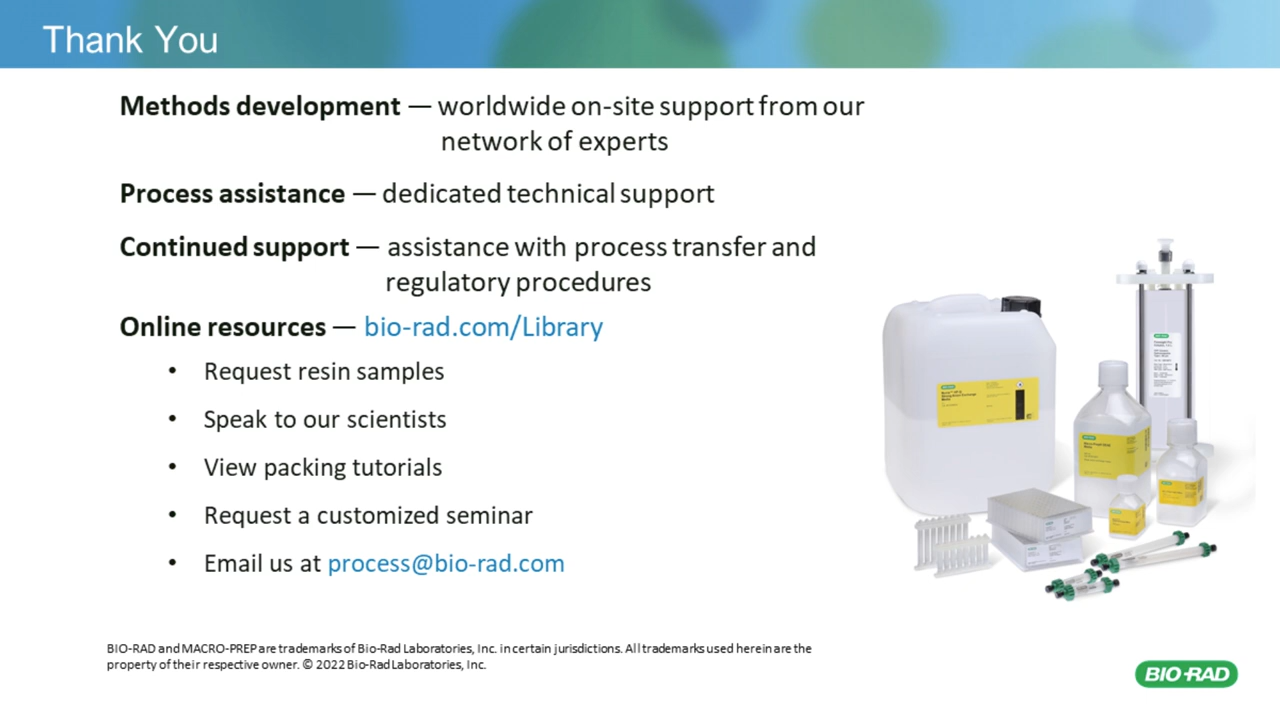 Thank You
Methods development — worldwide on-site support from our
network of experts
Process assistance — dedicated technical support
Continued support — assistance with process transfer and
regulatory procedures
Online resources — bio-rad.com/Library
• Request resin samples
• Speak to our scientists
• View packing tutorials
• Request a customized seminar
• Email us at process@bio-rad.com
BIO-RAD and MACRO-PREP are trademarks of Bio-Rad Laboratories, Inc. in certain jurisdictions. All trademarks used herein are the
property of their respective owner. © 2022 Bio-Rad Laboratories, Inc.
BIO-RAD